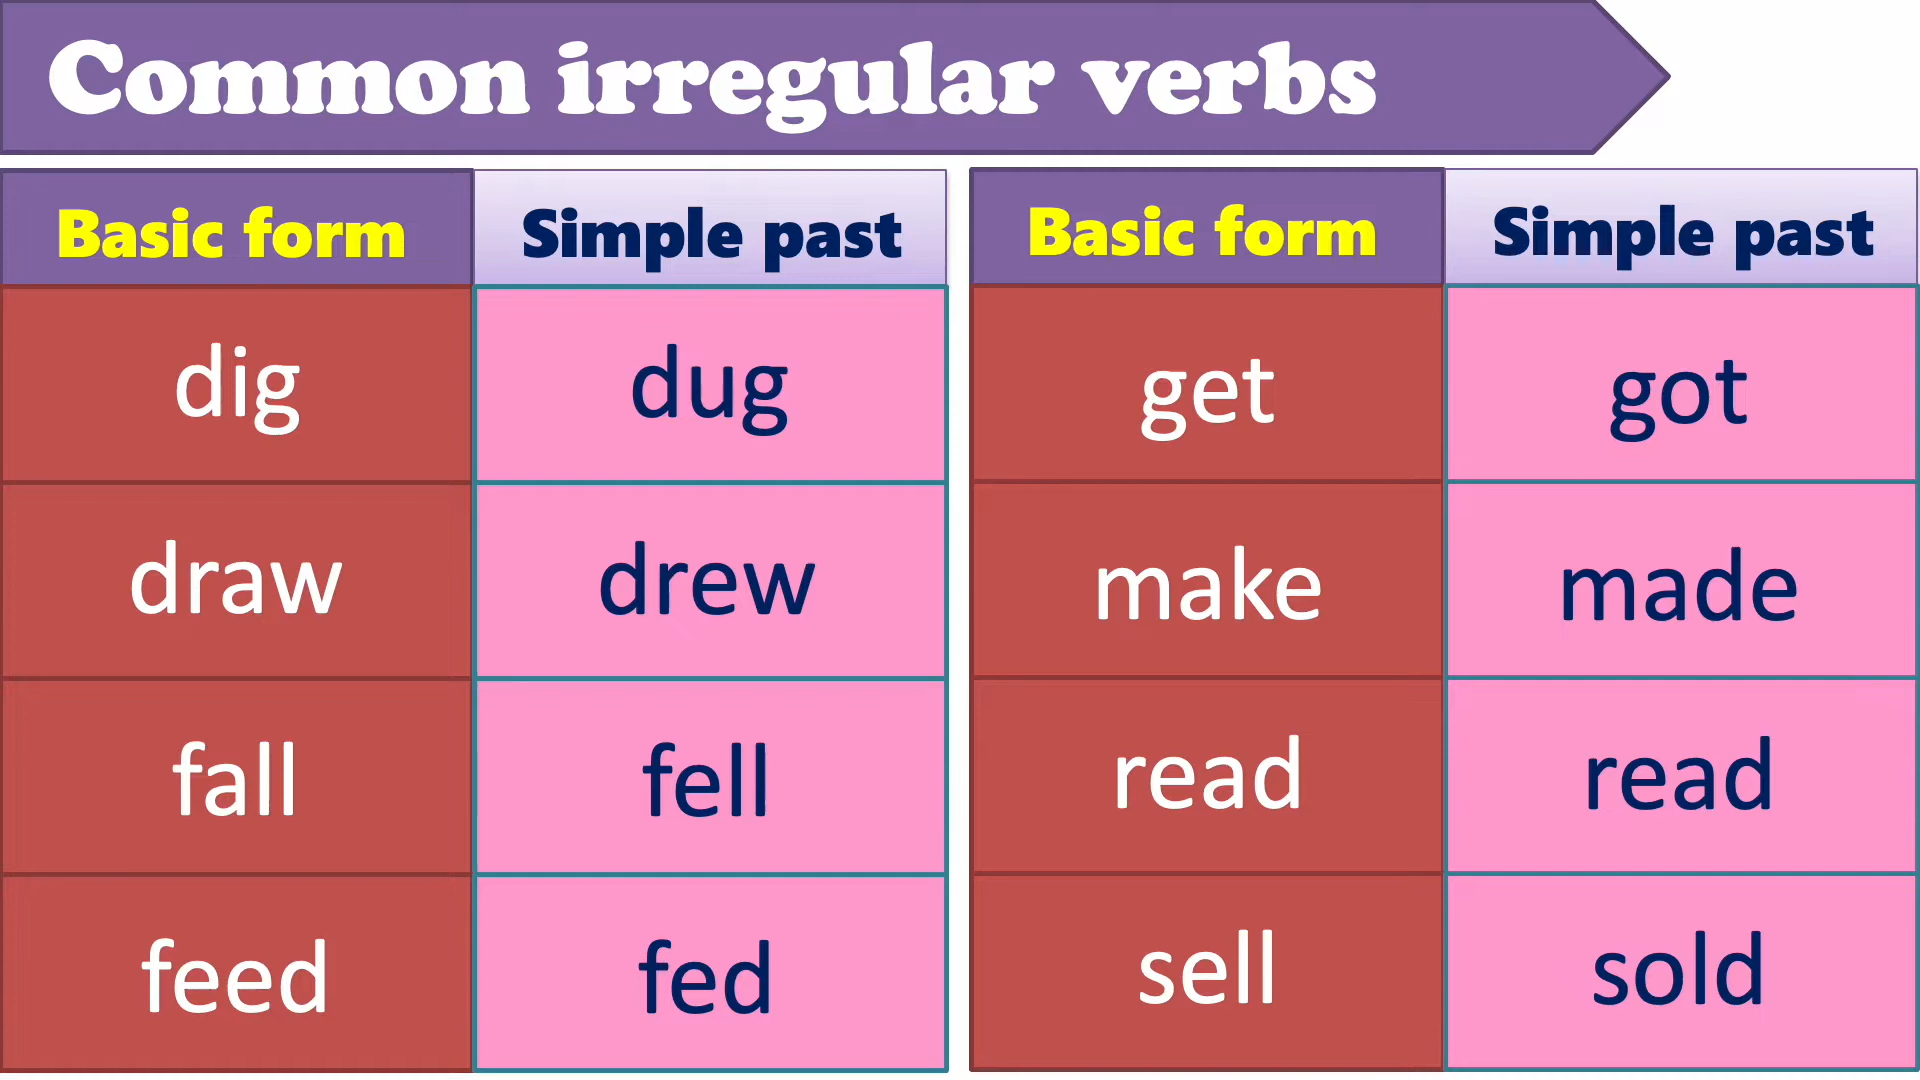 Common irregular verbs
Basic form Simple past
dig dug
draw drew
fall fell
feed fed
Basic form Simple past
get got
make made
read read
sell sold